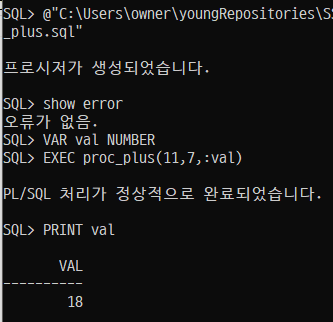 SQL> @"C:\Users\owner\youngRepositories\S
_plus.sql"
프로시저가 생성되었습니다.
SQL> show error
오류가 없음.
SQL> VAR val NUMBER
SQL> EXEC proc_plus(11,7,:val)
PL/SQL 처리가 정상적으로 완료되었습니다.
SQL> PRINT val
VAL
----------
18